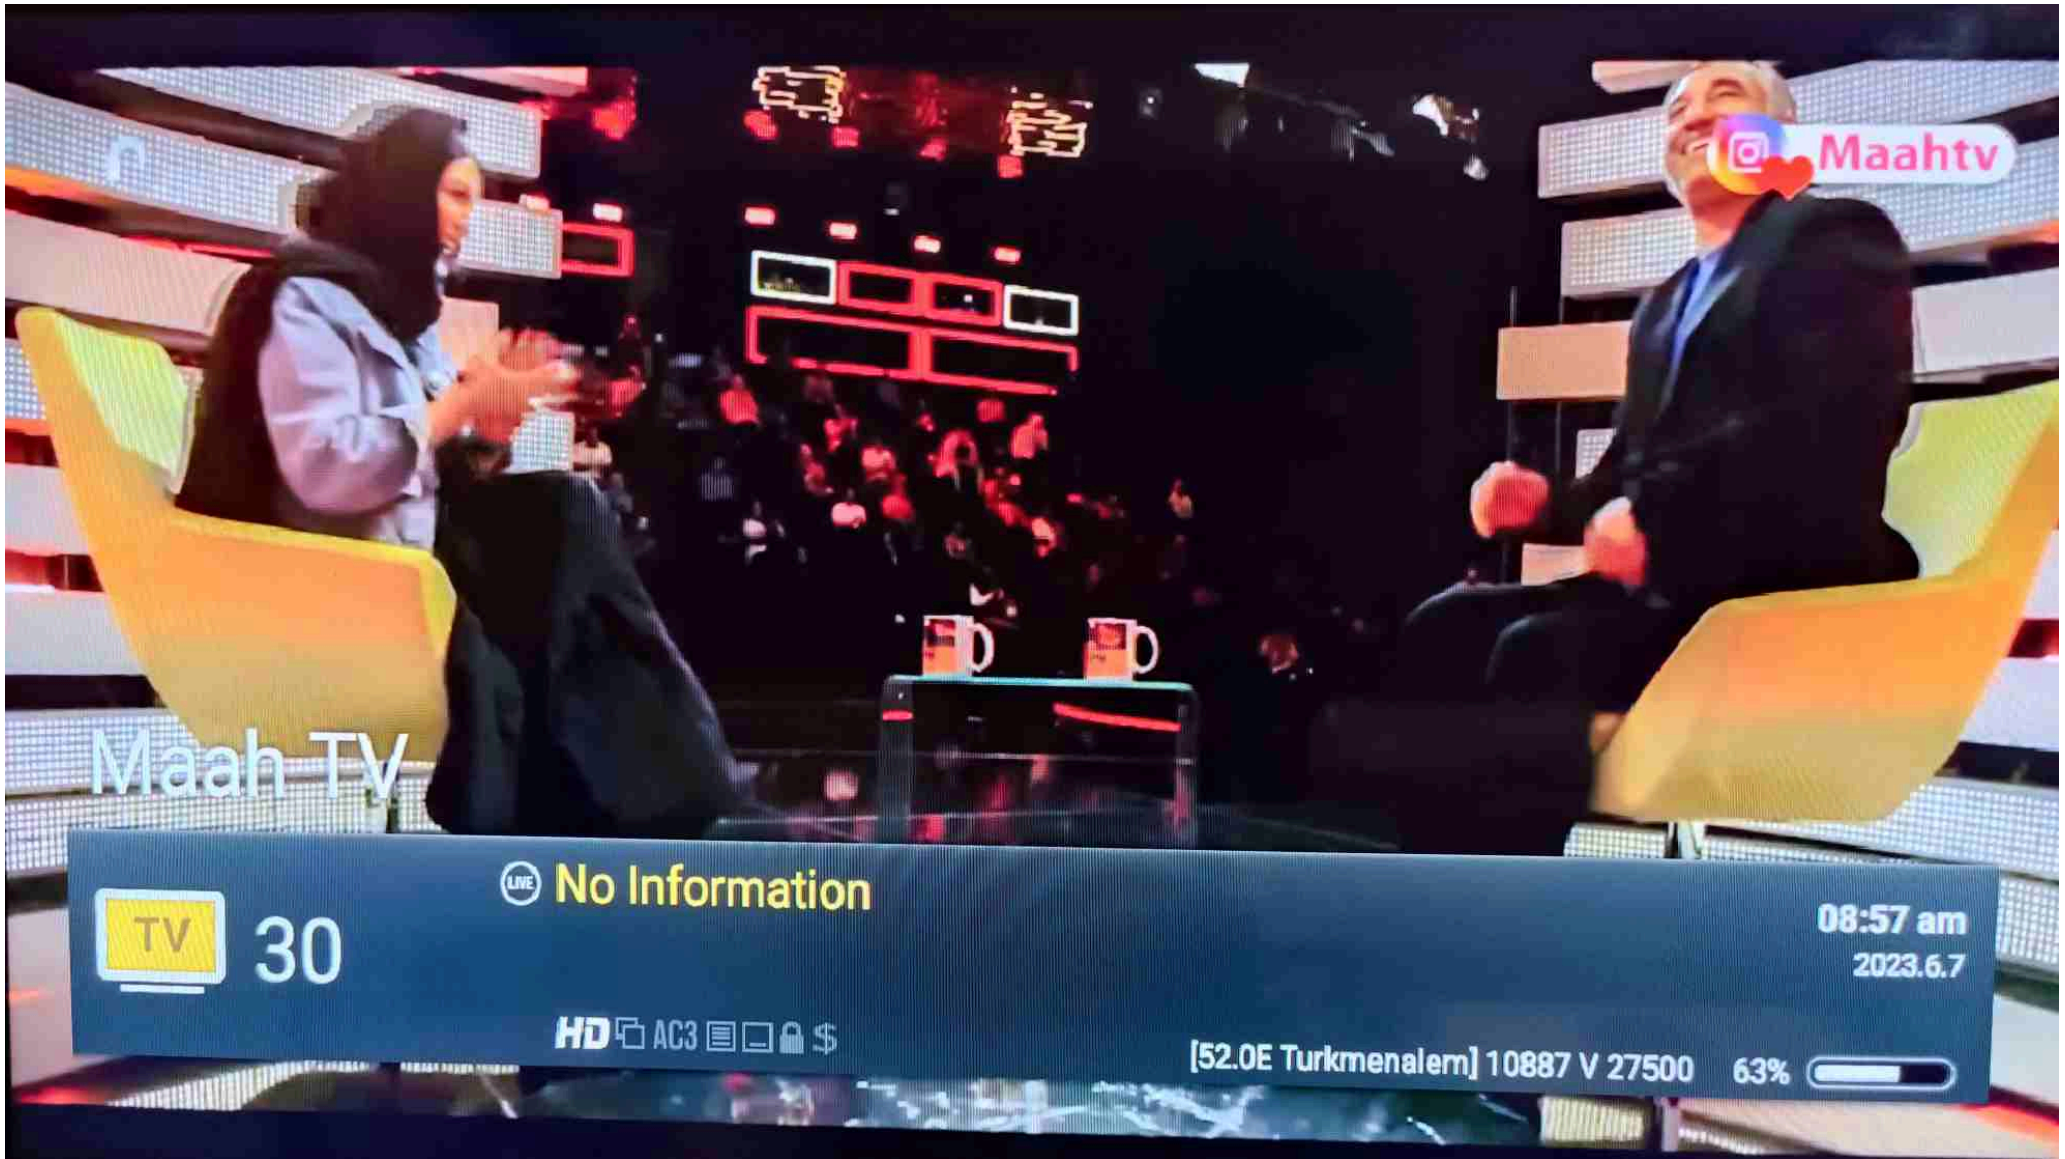 Maahtv
Maah TV
TV
30
LIVE
No Information
08:57 am
2023.6.7
HD AC3 $
[52.0E Turkmenalem] 10887 V 27500 63%